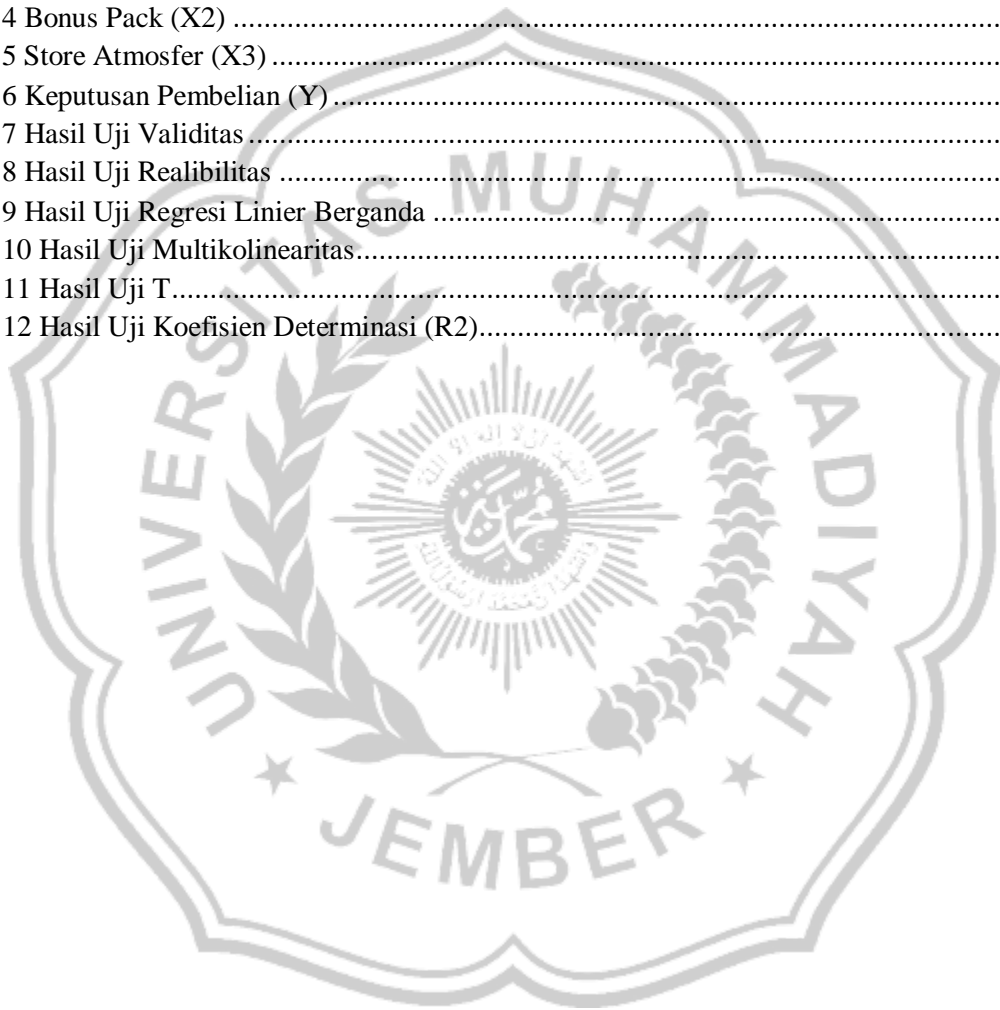 4 Bonus Pack (X2) ........................................................................................................
5 Store Atmosfer (X3) ..................................................................................................
6 Keputusan Pembelian (Y) ..........................................................................................
7 Hasil Uji Validitas .....................................................................................................
8 Hasil Uji Realibilitas .................................................................................................
9 Hasil Uji Regresi Linier Berganda .............................................................................
10 Hasil Uji Multikolinearitas.......................................................................................
11 Hasil Uji T................................................................................................................
12 Hasil Uji Koefisien Determinasi (R2).......................................................................
UNIVERSITAS MUHAMMADIYAH
JEMBER